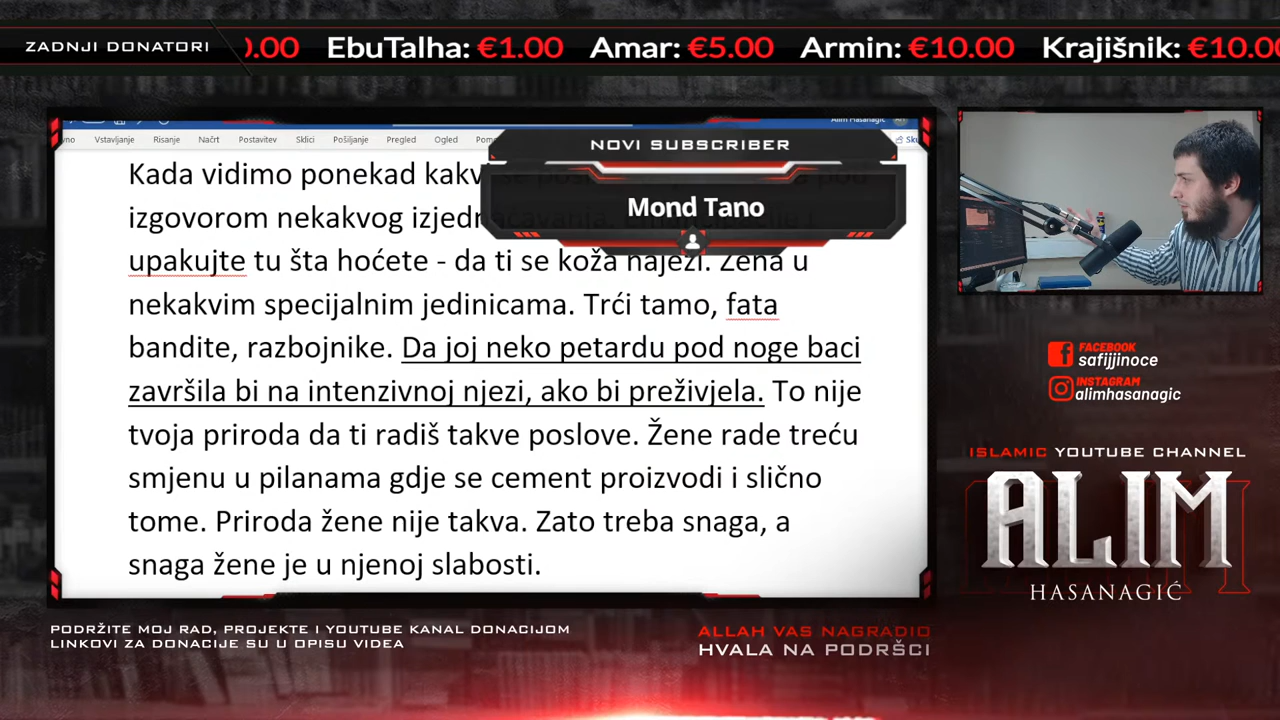 ZADNJI DONATORI
0.00 EbuTalha: €1.00 Amar: €5.00 Armin: €10.00 Krajišnik: €10.00
Alim Hasanagic
Vstavljanje Risanje Načrt Postavitev Sklici Pošiljanje Pregled Ogled
NOVI SUBSCRIBER
Mond Tano
Kada vidimo ponekad
izgovorom nekakvog
upakujte tu šta hoćete - da ti se koža naježi. Žena u
nekakvim specijalnim jedinicama. Trći tamo, fata
bandite, razbojnike. Da joj neko petardu pod noge baci
završila bi na intenzivnoj njezi, ako bi preživjela. To nije
tvoja priroda da ti radiš takve poslove. Žene rade treću
smjenu u pilanama gdje se cement proizvodi i slično
tome. Priroda žene nije takva. Zato treba snaga, a
snaga žene je u njenoj slabosti.
FACEBOOK
safijjinoce
INSTAGRAM
alimhasanagic
ISLAMIC YOUTUBE CHANNEL
ALIM
HASANAGIĆ
PODRŽITE MOJ RAD, PROJEKTE I YOUTUBE KANAL DONACIJOM
LINKOVI ZA DONACIJE SU U OPISU VIDEA
ALLAH VAS NAGRADIO
HVALA NA PODRŠCI